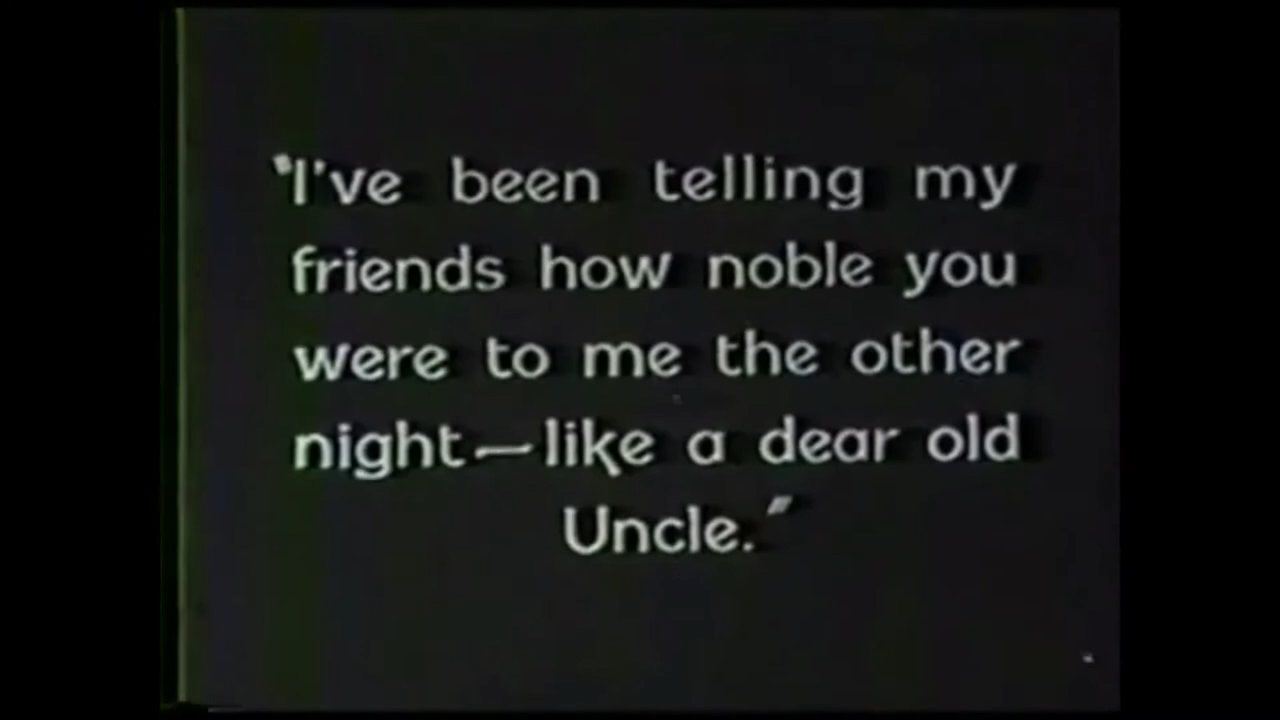 "I've been telling my
friends how noble you
were to me the other
night—like a dear old
Uncle."